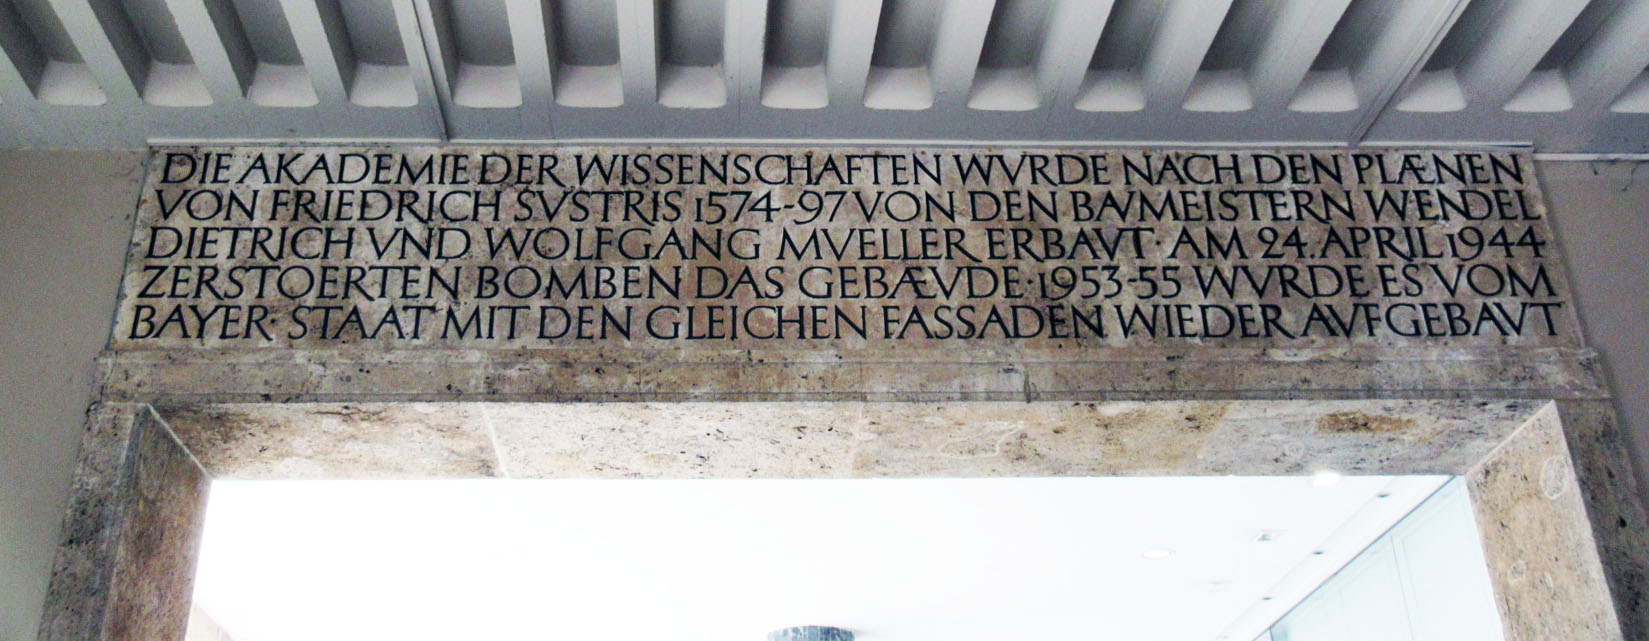 DIE AKADEMIE DER WISSENSCHAFTEN WVRDE NACH DEN PLÆNEN
VON FRIEDRICH SVSTRIS 1574-97 VON DEN BAVMEISTERN WENDEL
DIETRICH VND WOLFGANG MVELLER ERBAVT· AM 24. APRIL 1944
ZERSTOERTEN BOMBEN DAS GEBÆVDE· 1953-55 WVRDE ES VOM
BAYER· STAAT MIT DEN GLEICHEN FASSADEN WIEDER AVFGEBAVT